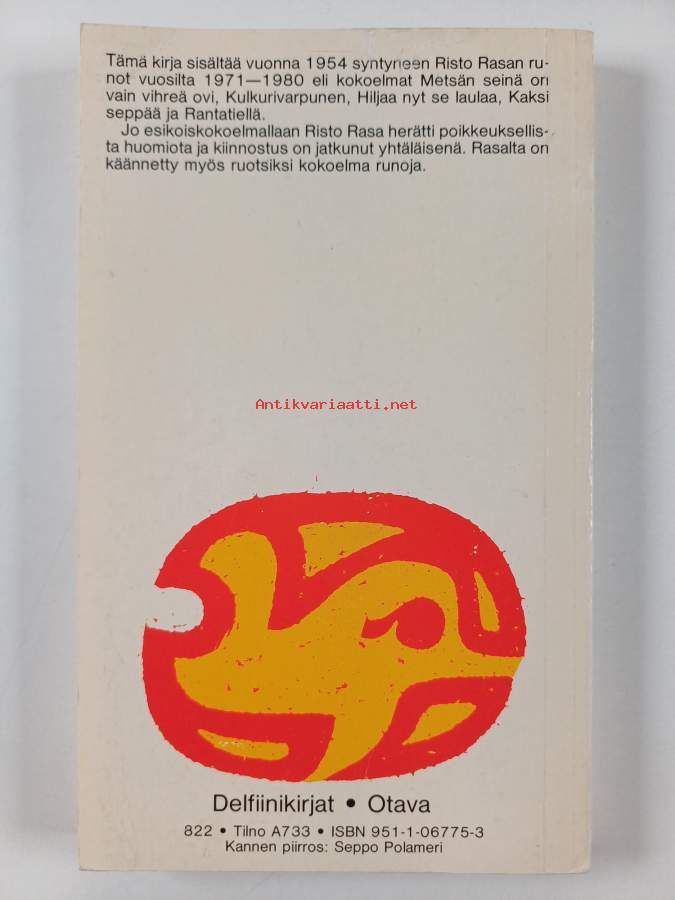 Tämä kirja sisältää vuonna 1954 syntyneen Risto Rasan ru-
not vuosilta 1971—1980 eli kokoelmat Metsän seinä on
vain vihreä ovi, Kulkurivarpunen, Hiljaa nyt se laulaa, Kaksi
seppää ja Rantatiellä.
Jo esikoiskokoelmallaan Risto Rasa herätti poikkeuksellis-
ta huomiota ja kiinnostus on jatkunut yhtäläisenä. Rasalta on
käännetty myös ruotsiksi kokoelma runoja.
Antikvariaatti.net
Delfiinikirjat • Otava
822 • Tilno A733 • ISBN 951-1-06775-3
Kannen piirros: Seppo Polameri